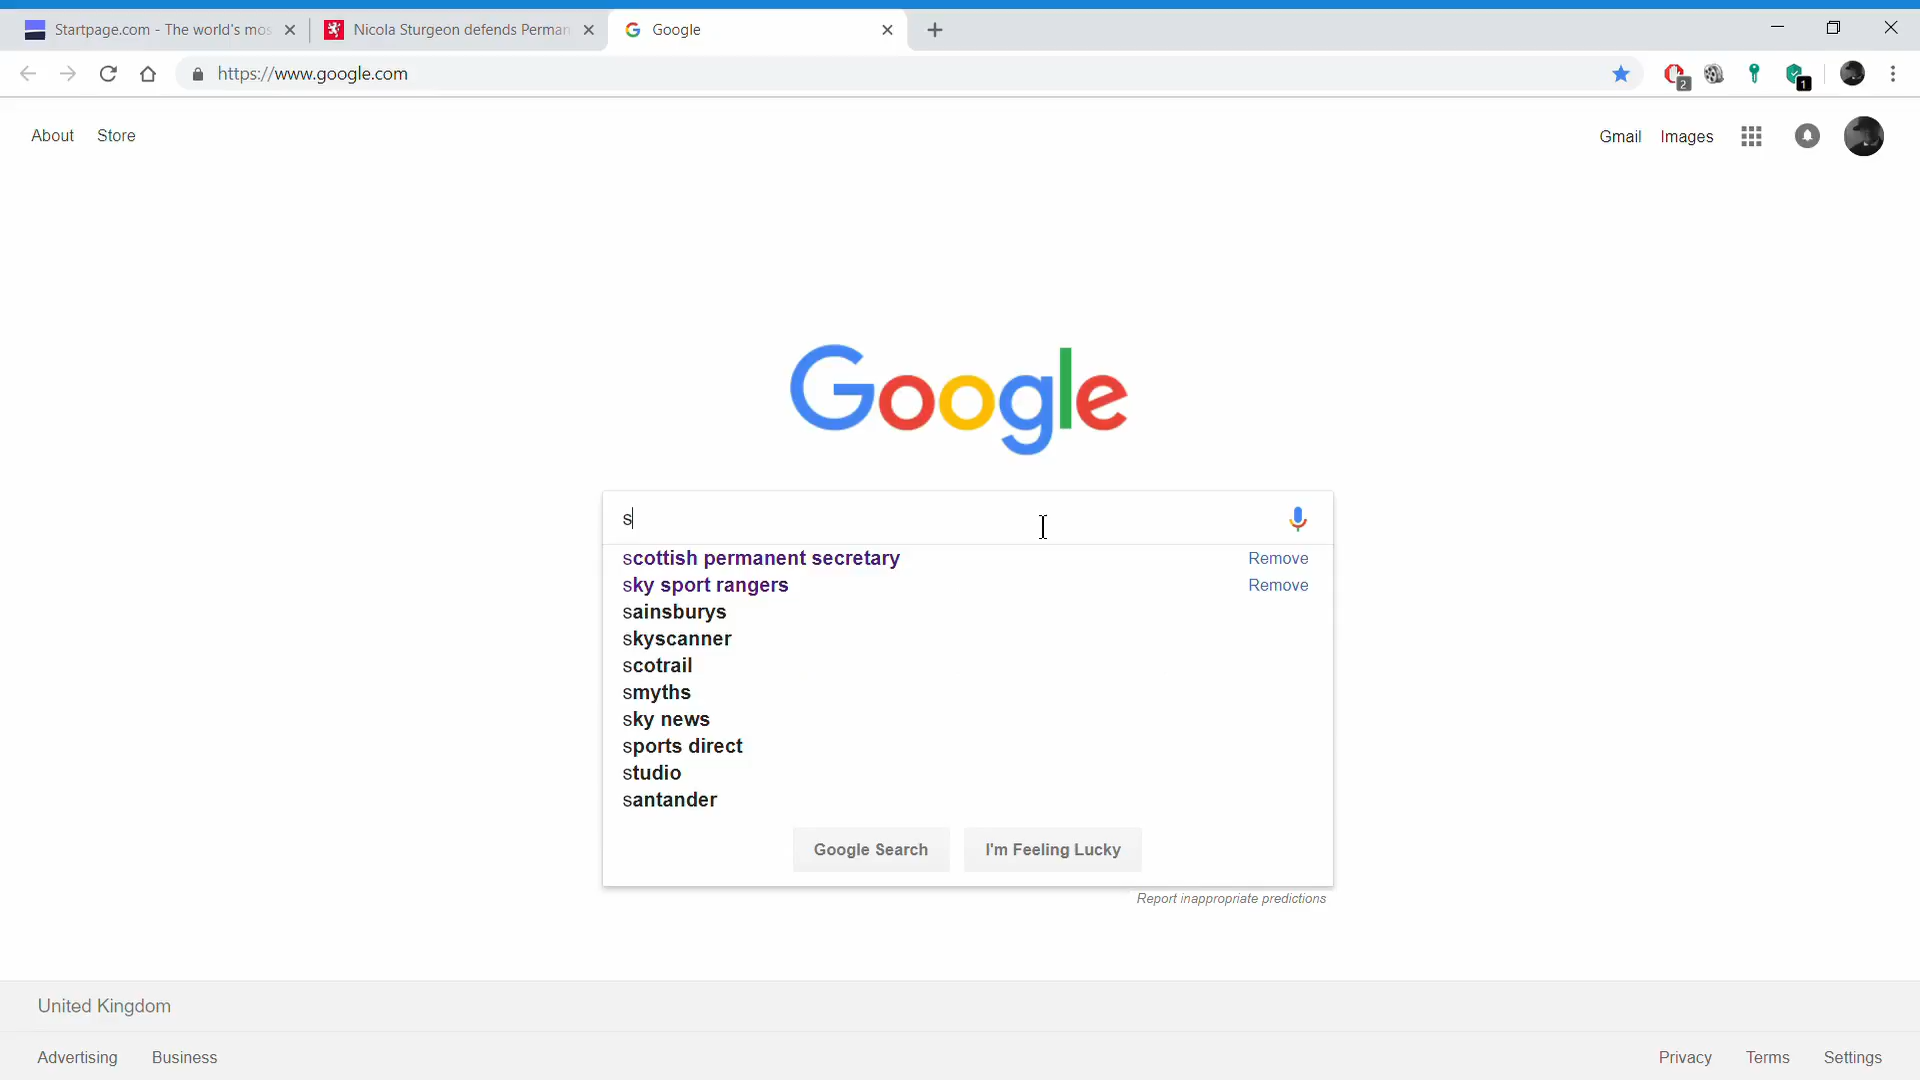 Startpage.com - The world's mos
Nicola Sturgeon defends Perman
Google
https://www.google.com
2
1
About Store
Gmail Images
Google
s
scottish permanent secretary Remove
sky sport rangers Remove
sainsburys
skyscanner
scotrail
smyths
sky news
sports direct
studio
santander
Google Search I'm Feeling Lucky
Report inappropriate predictions
United Kingdom
Advertising Business
Privacy Terms Settings